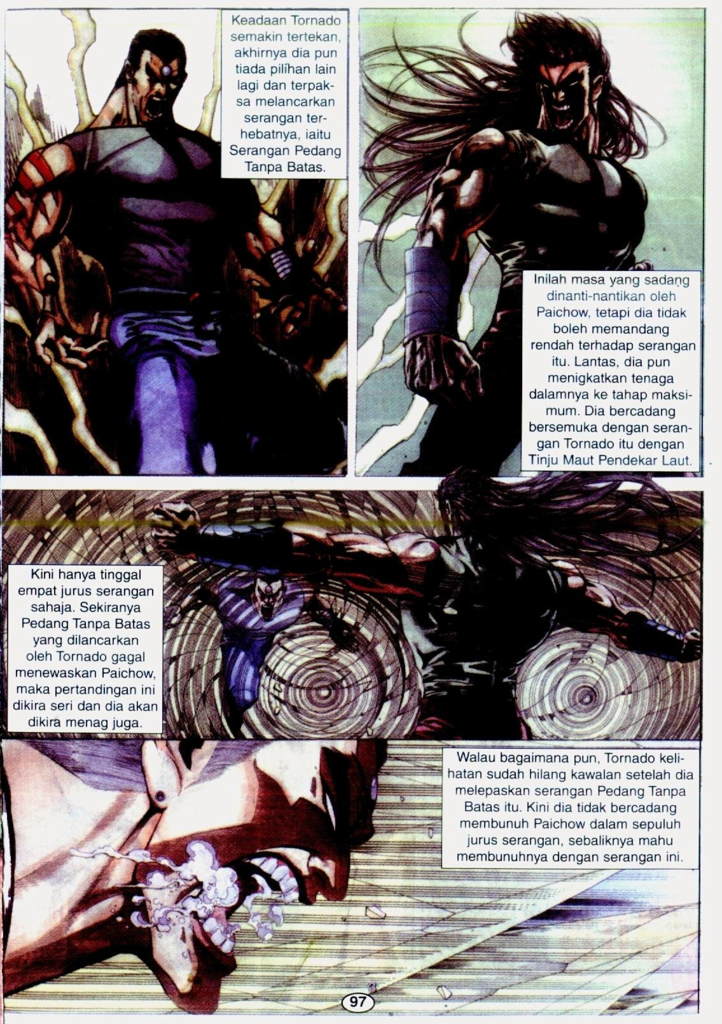 Keadaan Tornado
semakin tertekan,
akhirnya dia pun
tiada pilihan lain
lagi dan terpak-
sa melancarkan
serangan ter-
hebatnya, iaitu
Serangan Pedang
Tanpa Batas.
Inilah masa yang sadang
dinanti-nantikan oleh
Paichow, tetapi dia tidak
boleh memandang
rendah terhadap serangan
itu. Lantas, dia pun
menigkatkan tenaga
dalamnya ke tahap maksi-
mum. Dia bercadang
bersemuka dengan seran-
gan Tornado itu dengan
Tinju Maut Pendekar Laut.
Kini hanya tinggal
empat jurus serangan
sahaja. Sekiranya
Pedang Tanpa Batas
yang dilancarkan
oleh Tornado gagal
menewaskan Paichow,
maka pertandingan ini
dikira seri dan dia akan
dikira menag juga.
Walau bagaimana pun, Tornado keli-
hatan sudah hilang kawalan setelah dia
melepaskan serangan Pedang Tanpa
Batas itu. Kini dia tidak bercadang
membunuh Paichow dalam sepuluh
jurus serangan, sebaliknya mahu
membunuhnya dengan serangan ini.
97